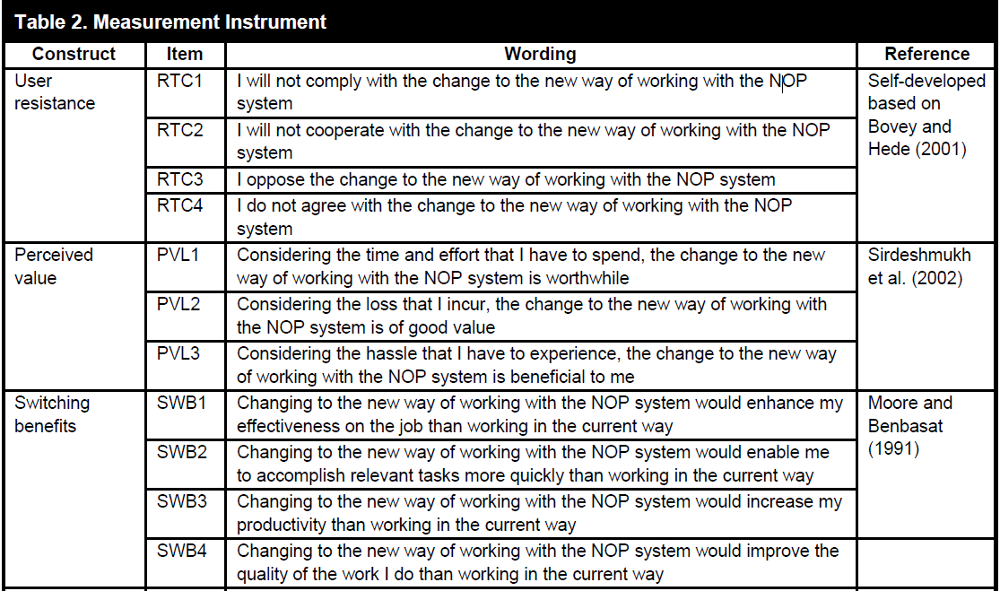 Table 2. Measurement Instrument
Construct Item Wording Reference
User resistance RTC1 I will not comply with the change to the new way of working with the NOP
system
Self-developed
based on
Bovey and
Hede (2001)
RTC2 I will not cooperate with the change to the new way of working with the NOP
system
RTC3 I oppose the change to the new way of working with the NOP system
RTC4 I do not agree with the change to the new way of working with the NOP
system
Perceived
value
PVL1 Considering the time and effort that I have to spend, the change to the new
way of working with the NOP system is worthwhile
Sirdeshmukh
et al. (2002)
PVL2 Considering the loss that I incur, the change to the new way of working with
the NOP system is of good value
PVL3 Considering the hassle that I have to experience, the change to the new way
of working with the NOP system is beneficial to me
Switching
benefits
SWB1 Changing to the new way of working with the NOP system would enhance my
effectiveness on the job than working in the current way
Moore and
Benbasat
(1991)
SWB2 Changing to the new way of working with the NOP system would enable me
to accomplish relevant tasks more quickly than working in the current way
SWB3 Changing to the new way of working with the NOP system would increase my
productivity than working in the current way
SWB4 Changing to the new way of working with the NOP system would improve the
quality of the work I do than working in the current way